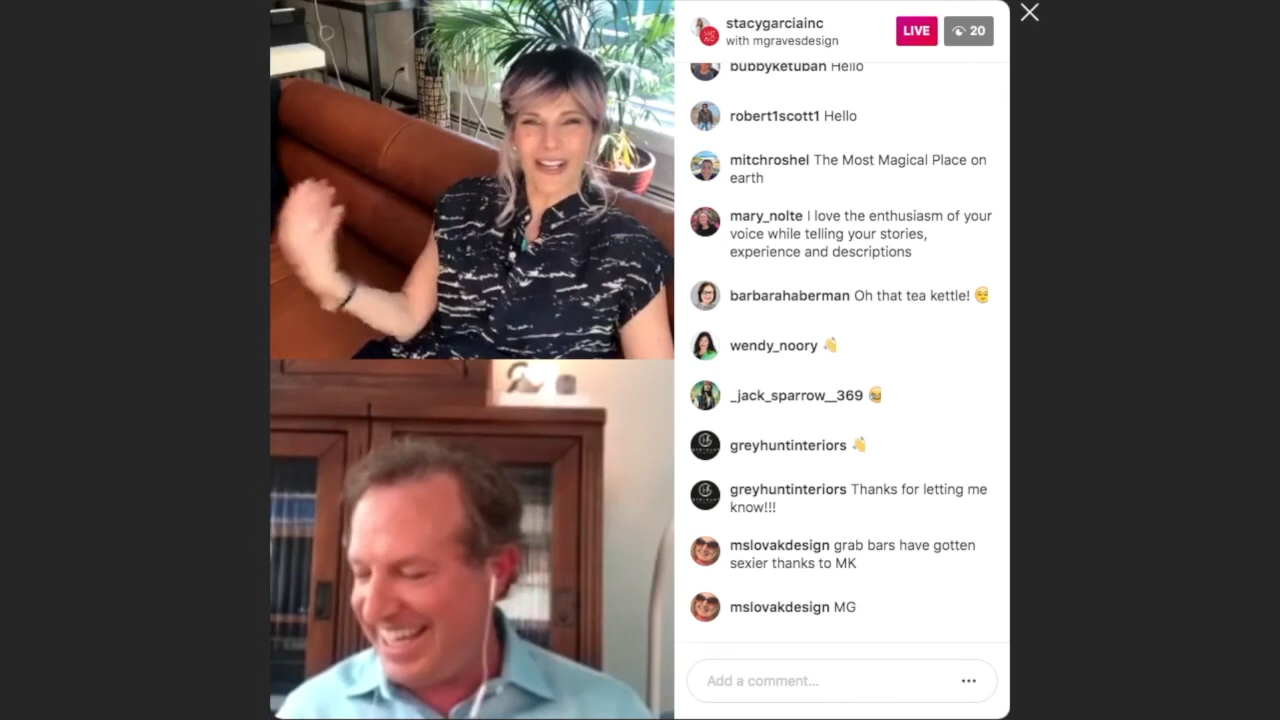 stacygarciainc
with mgravesdesign
LIVE
20
bubbyketuban Hello
robert1scott1 Hello
mitchroshel The Most Magical Place on
earth
mary_nolte I love the enthusiasm of your
voice while telling your stories,
experience and descriptions
barbarahaberman Oh that tea kettle! 😌
wendy_noory 👏
_jack_sparrow__369 😂
greyhuntinteriors 👏
greyhuntinteriors Thanks for letting me
know!!!
mslovakdesign grab bars have gotten
sexier thanks to MK
mslovakdesign MG
Add a comment...